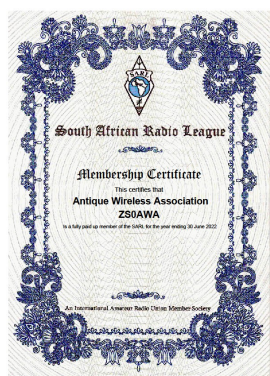 SARL
South African Radio League
Membership Certificate
This certifies that
Antique Wireless Association
ZS0AWA
is a fully paid up member of the SARL for the year ending 30 June 2022
An International Amateur Radio Union Member Society